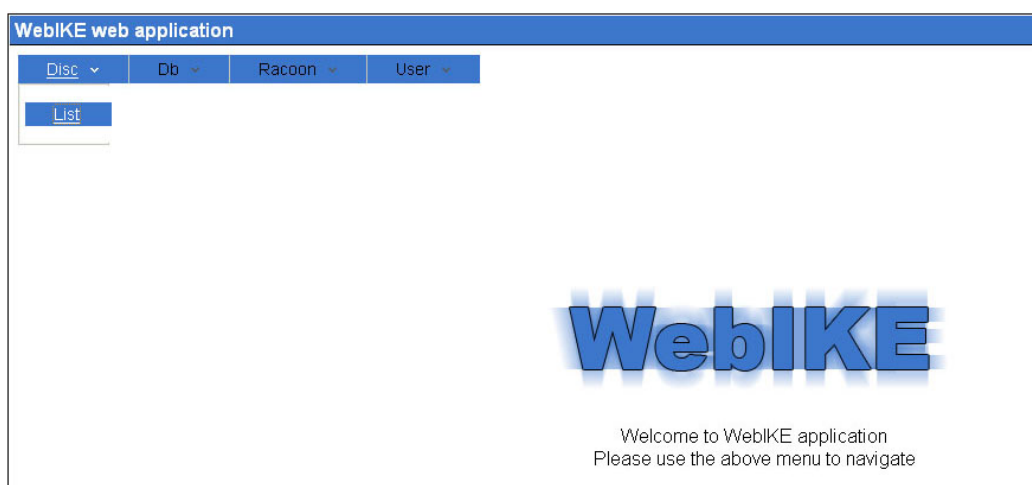 WebIKE web application
Disc Db Racoon User
List
WebIKE
Welcome to WebIKE application
Please use the above menu to navigate